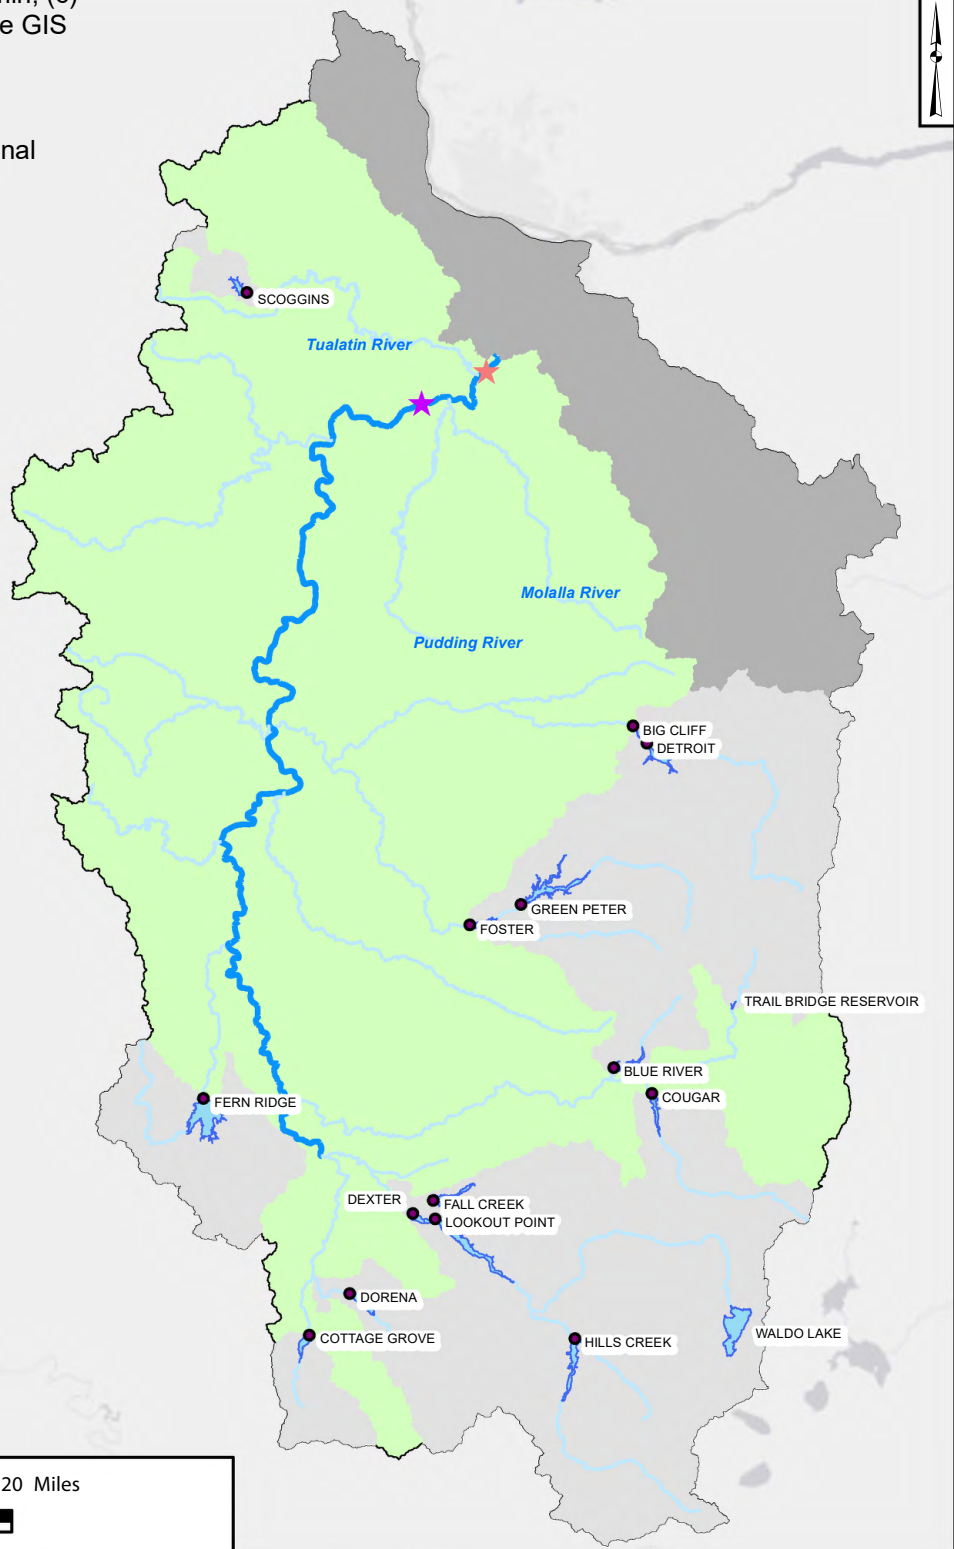 e GIS
nal
SCOGGINS
Tualatin River
Molalla River
Pudding River
BIG CLIFF
DETROIT
GREEN PETER
FOSTER
TRAIL BRIDGE RESERVOIR
BLUE RIVER
COUGAR
FERN RIDGE
DEXTER
FALL CREEK
LOOKOUT POINT
DORENA
COTTAGE GROVE
HILLS CREEK
WALDO LAKE
20 Miles